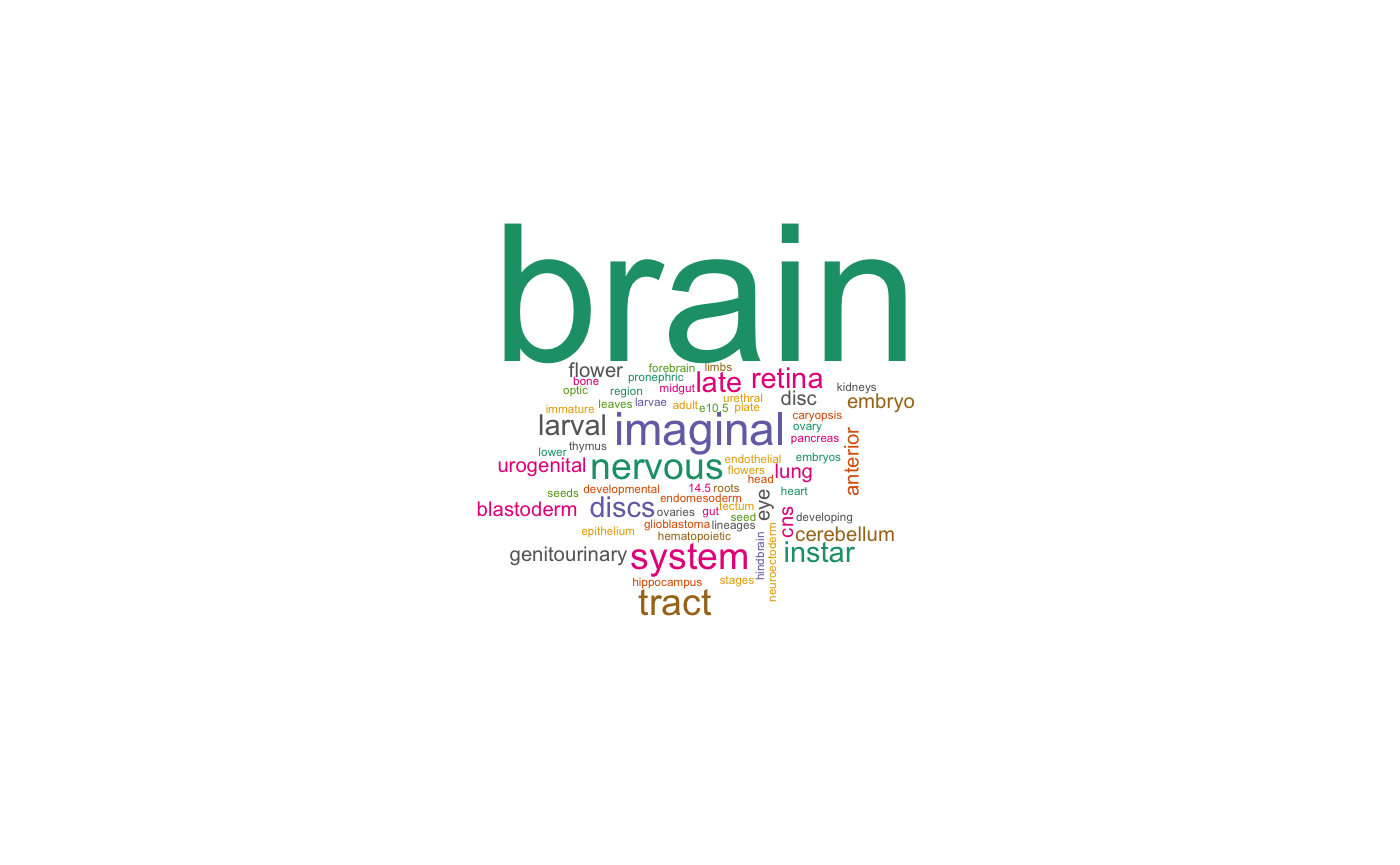 brain
flower
forebrain
limbs
bone
pronephric
late
retina
optic
region
midgut
kidneys
immature
leaves
larvae
adult
e10.5
urethral
plate
disc
embryo
larval
imaginal
caryopsis
ovary
pancreas
anterior
lower
thymus
urogenital
nervous
endothelial
flowers
head
lung
embryos
heart
seeds
developmental
14.5
roots
endomesoderm
tectum
blastoderm
discs
ovaries
gut
seed
eye
cns
developing
epithelium
glioblastoma
lineages
hematopoietic
cerebellum
genitourinary
system
hindbrain
neuroectoderm
instar
hippocampus
stages
tract